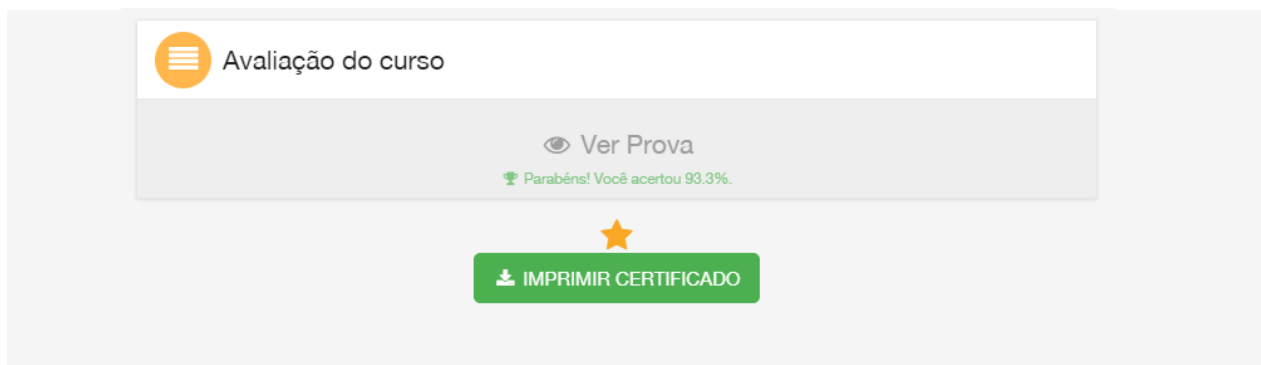 Avaliação do curso
Ver Prova
Parabéns! Você acertou 93.3%.
IMPRIMIR CERTIFICADO